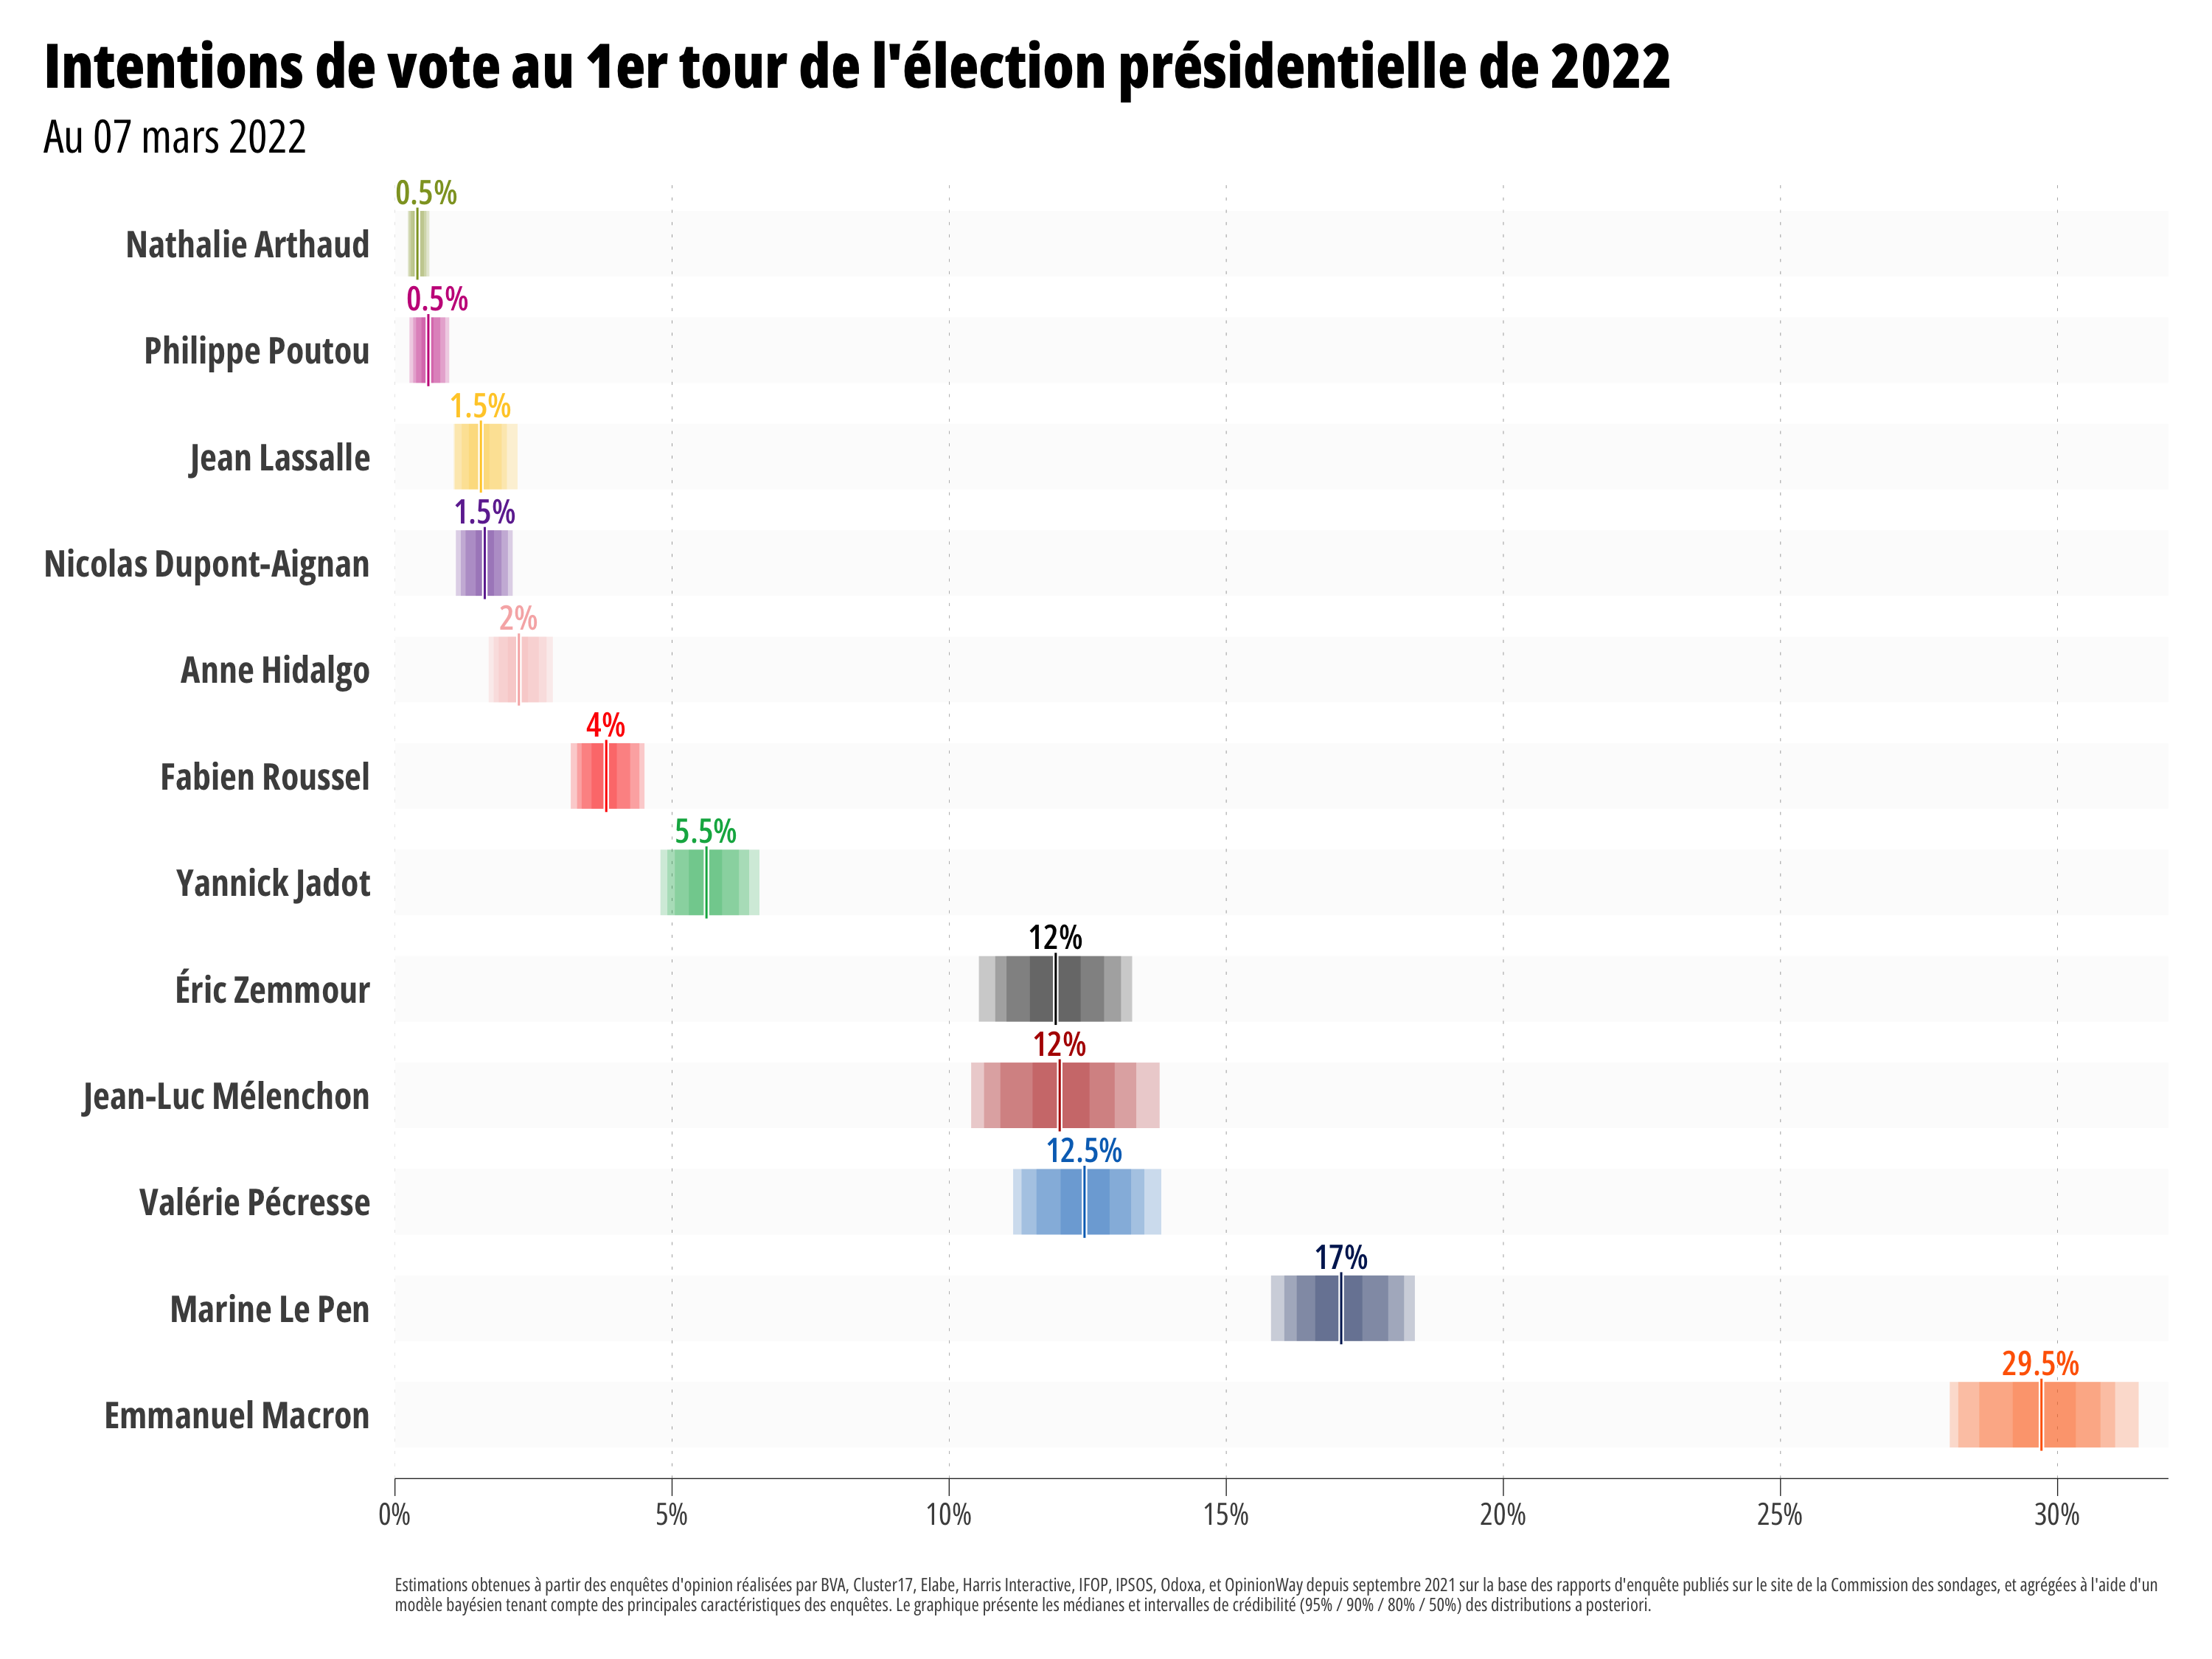 Intentions de vote au 1er tour de l'élection présidentielle de 2022
Au 07 mars 2022
0.5%
Nathalie Arthaud
0.5%
Philippe Poutou
1.5%
Jean Lassalle
1.5%
Nicolas Dupont-Aignan
2%
Anne Hidalgo
4%
Fabien Roussel
5.5%
Yannick Jadot
12%
Éric Zemmour
12%
Jean-Luc Mélenchon
12.5%
Valérie Pécresse
17%
Marine Le Pen
29.5%
Emmanuel Macron
0% 5% 10% 15% 20% 25% 30%
Estimations obtenues à partir des enquêtes d'opinion réalisées par BVA, Cluster17, Elabe, Harris Interactive, IFOP, IPSOS, Odoxa, et OpinionWay depuis septembre 2021 sur la base des rapports d'enquête publiés sur le site de la Commission des sondages, et agrégées à l'aide d'un
modèle bayésien tenant compte des principales caractéristiques des enquêtes. Le graphique présente les médianes et intervalles de crédibilité (95% / 90% / 80% / 50%) des distributions a posteriori.